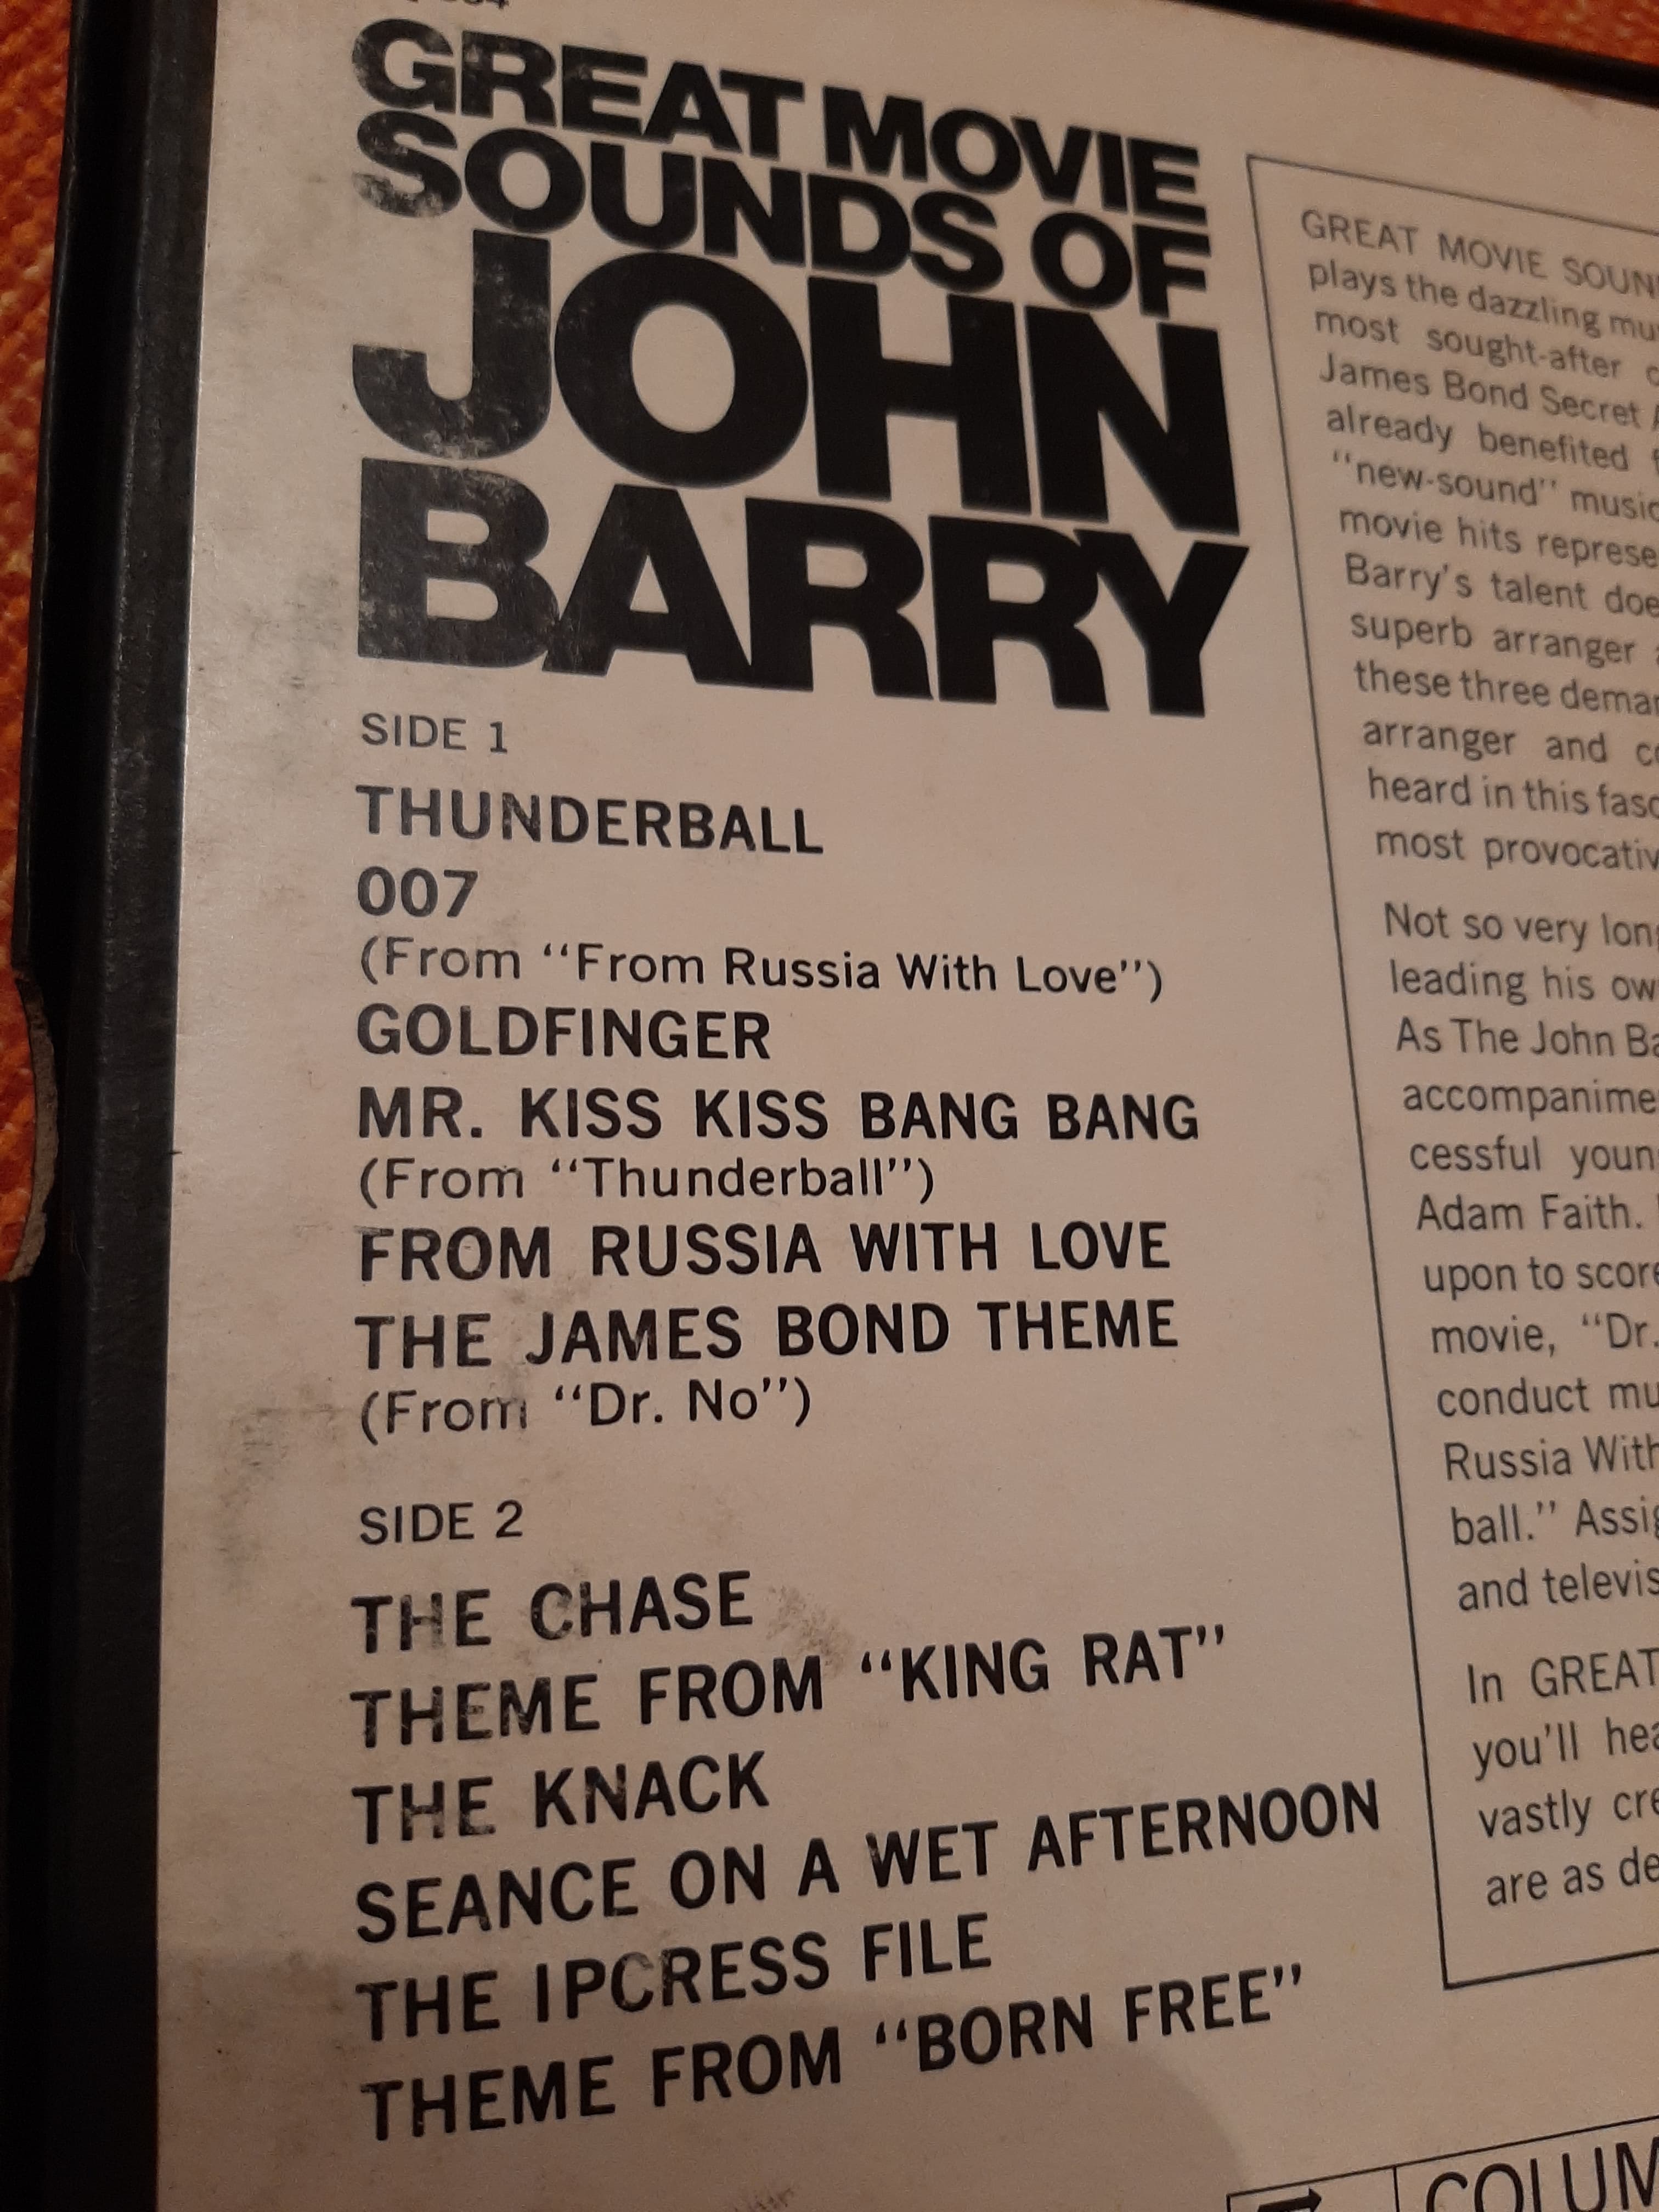 GREAT MOVIE
SOUNDS OF
JOHN
BARRY
SIDE 1
THUNDERBALL
007
(From “From Russia With Love”)
GOLDFINGER
MR. KISS KISS BANG BANG
(From “Thunderball”)
FROM RUSSIA WITH LOVE
THE JAMES BOND THEME
(From “Dr. No”)
SIDE 2
THE CHASE
THEME FROM “KING RAT”
THE KNACK
SEANCE ON A WET AFTERNOON
THE IPCRESS FILE
THEME FROM “BORN FREE”
GREAT MOVIE
plays the dazzling
most sought-after
James Bond Secret
already benefited
“new-sound” music
movie hits
Barry's talent
superb arranger
these three
arranger and
heard in this
most
Not so very
leading his
As The John
cessful
Adam Faith.
upon to
movie, “Dr.
conduct
Russia
ball.”
and
In GREAT
you'll
vastly
are as